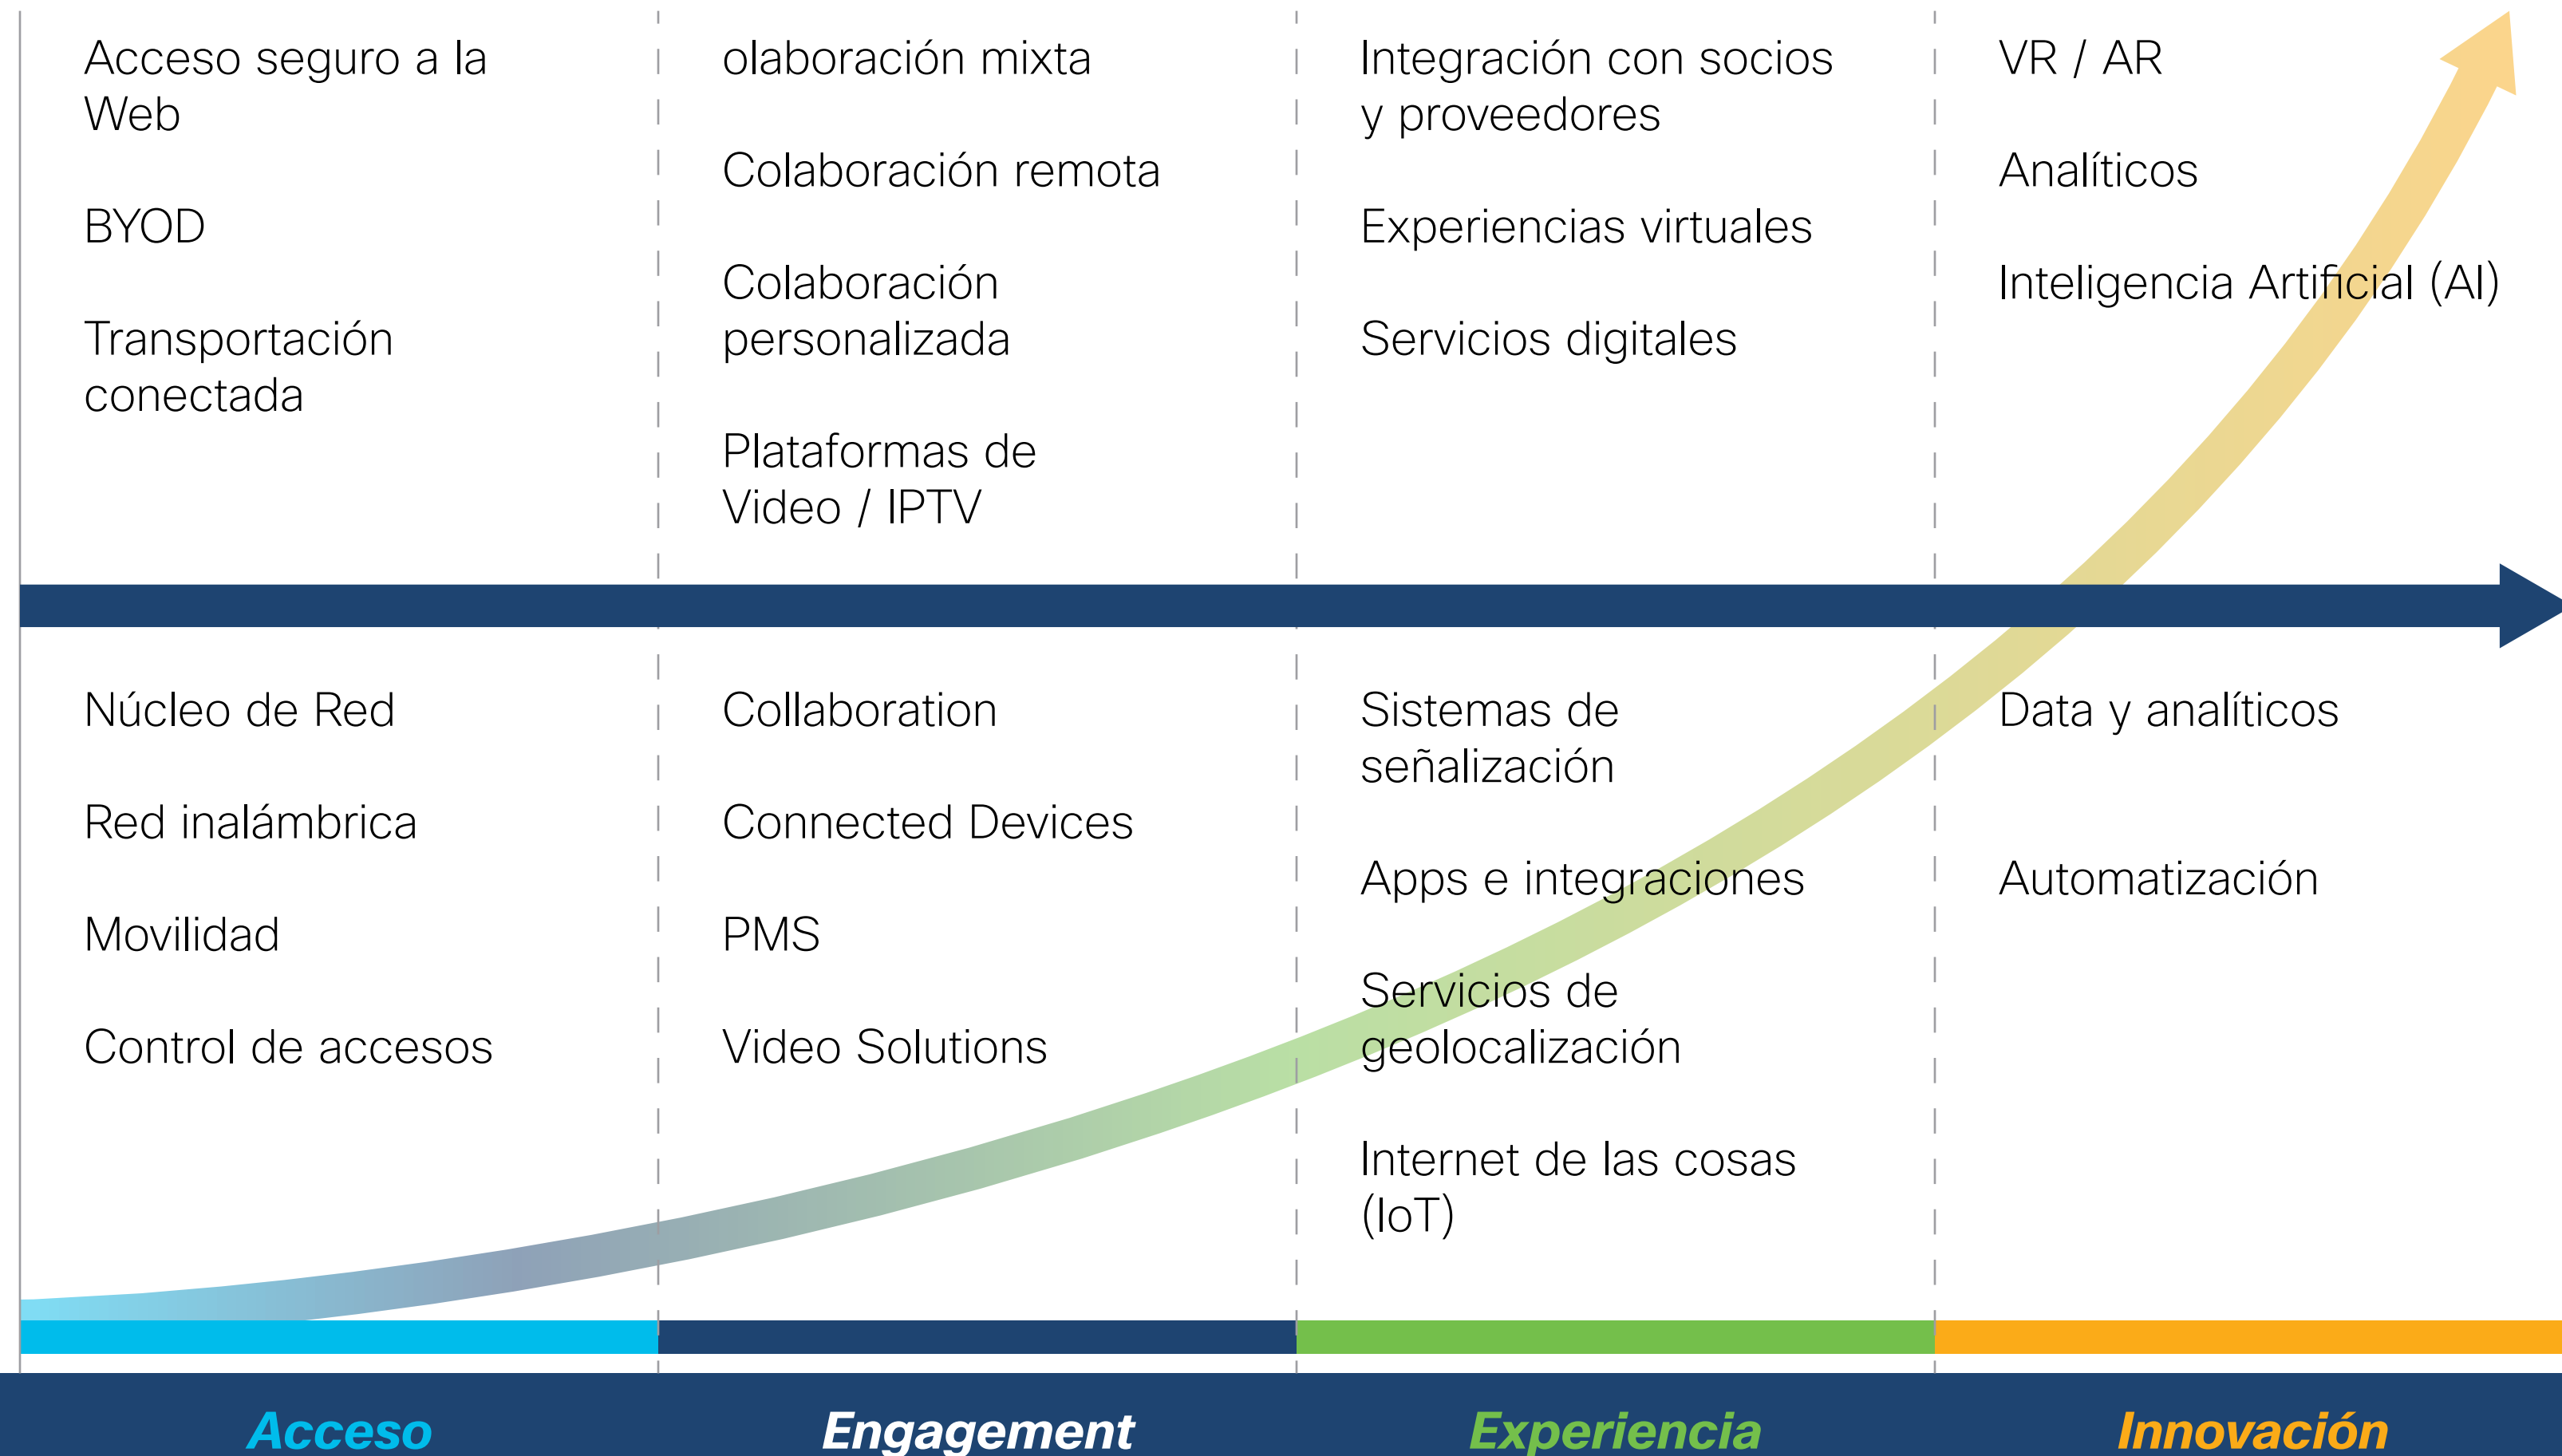 Acceso seguro a la
Web
BYOD
Transportación
conectada
olaboración mixta
Colaboración remota
Colaboración
personalizada
Plataformas de
Video / IPTV
Integración con socios
y proveedores
Experiencias virtuales
Servicios digitales
VR / AR
Analíticos
Inteligencia Artificial (AI)
Núcleo de Red
Red inalámbrica
Movilidad
Control de accesos
Collaboration
Connected Devices
PMS
Video Solutions
Sistemas de
señalización
Apps e integraciones
Servicios de
geolocalización
Internet de las cosas
(IoT)
Data y analíticos
Automatización
Acceso
Engagement
Experiencia
Innovación